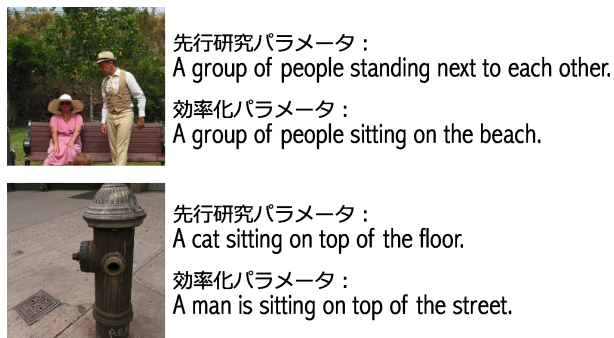 先行研究パラメータ：
A group of people standing next to each other.
効率化パラメータ：
A group of people sitting on the beach.
先行研究パラメータ：
A cat sitting on top of the floor.
効率化パラメータ：
A man is sitting on top of the street.